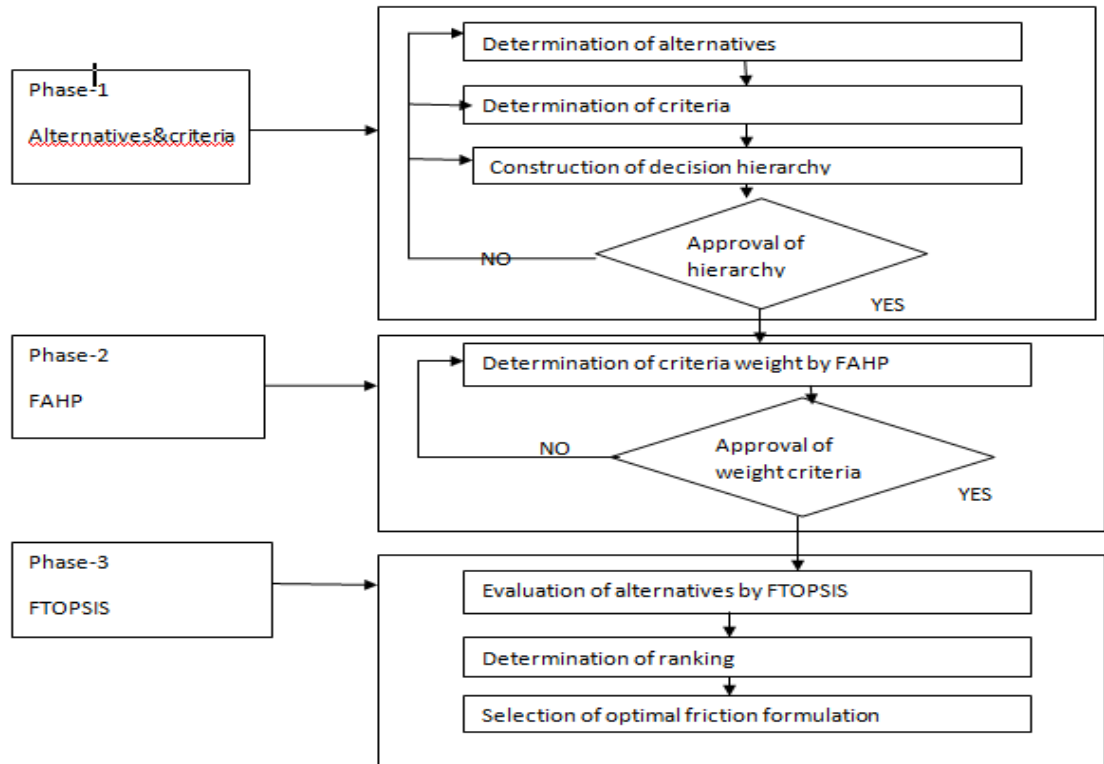 Phase-1
Alternatives&criteria
Determination of alternatives
Determination of criteria
Construction of decision hierarchy
Approval of
hierarchy
NO
YES
Phase-2
FAHP
Determination of criteria weight by FAHP
Approval of
weight criteria
NO
YES
Phase-3
FTOPSIS
Evaluation of alternatives by FTOPSIS
Determination of ranking
Selection of optimal friction formulation